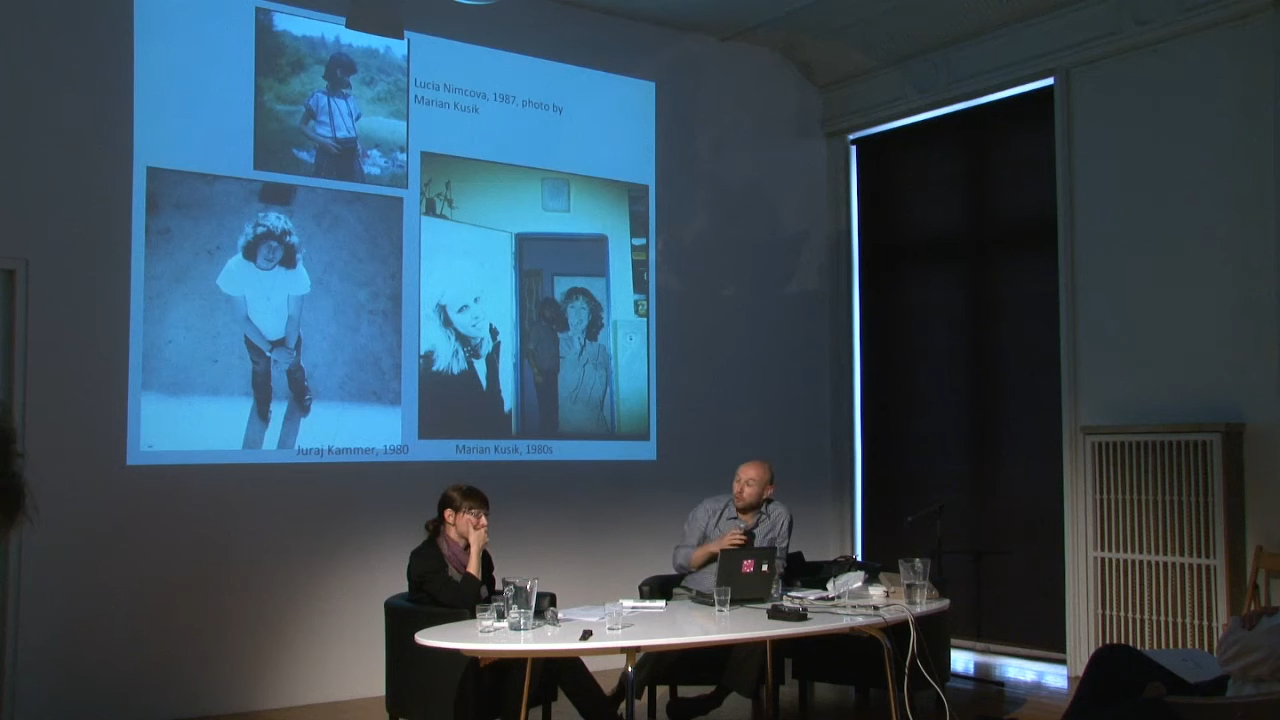 Lucia Nimcova, 1987, photo by
Marian Kusik
Juraj Kammer, 1980
Marian Kusik, 1980s